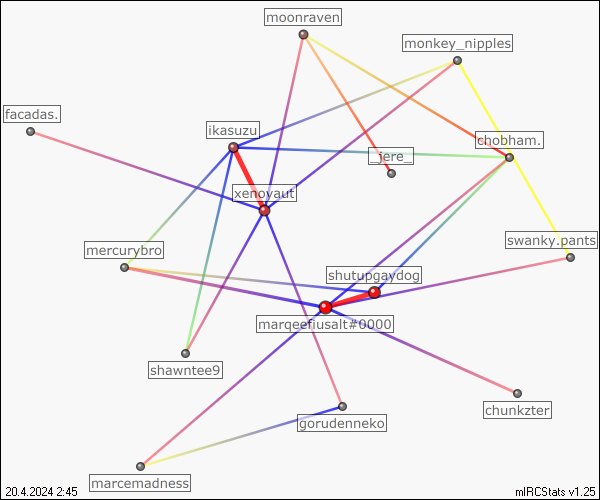 moonraven
monkey_nipples
facadas.
ikasuzu
chobham.
_jere_
xenoyaut
swanky.pants
mercurybro
shutupgaydog
marqeefiusalt#0000
shawntee9
chunkzter
gorudenneko
marcemadness
20.4.2024 2:45
mIRCStats v1.25